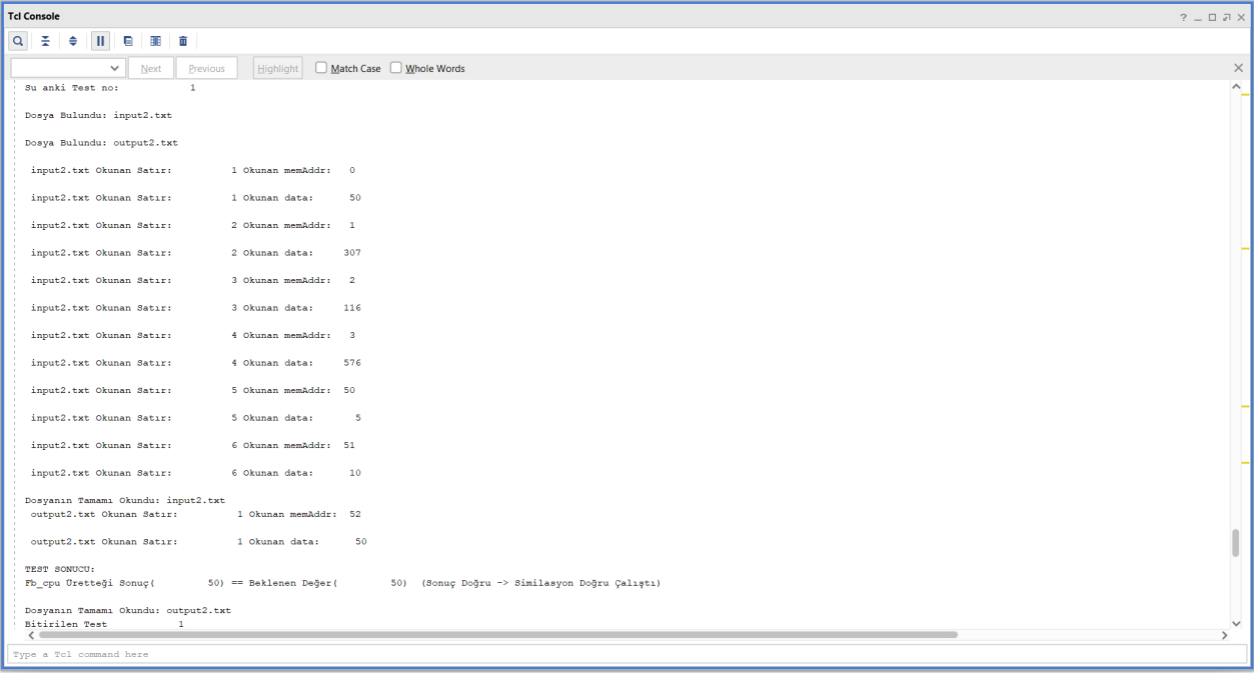 Tcl Console
Next Previous Highlight Match Case Whole Words
Su anki Test no: 1
Dosya Bulundu: input2.txt
Dosya Bulundu: output2.txt
input2.txt Okunan Satır: 1 Okunan memAddr: 0
input2.txt Okunan Satır: 1 Okunan data: 50
input2.txt Okunan Satır: 2 Okunan memAddr: 1
input2.txt Okunan Satır: 2 Okunan data: 307
input2.txt Okunan Satır: 3 Okunan memAddr: 2
input2.txt Okunan Satır: 3 Okunan data: 116
input2.txt Okunan Satır: 4 Okunan memAddr: 3
input2.txt Okunan Satır: 4 Okunan data: 576
input2.txt Okunan Satır: 5 Okunan memAddr: 50
input2.txt Okunan Satır: 5 Okunan data: 5
input2.txt Okunan Satır: 6 Okunan memAddr: 51
input2.txt Okunan Satır: 6 Okunan data: 10
Dosyanın Tamamı Okundu: input2.txt
output2.txt Okunan Satır: 1 Okunan memAddr: 52
output2.txt Okunan Satır: 1 Okunan data: 50
TEST SONUCU:
Fb_cpu Üretteği Sonuç( 50) == Beklenen Değer( 50) (Sonuç Doğru -> Similasyon Doğru Çalıştı)
Dosyanın Tamamı Okundu: output2.txt
Bitirilen Test 1
Type a Tcl command here